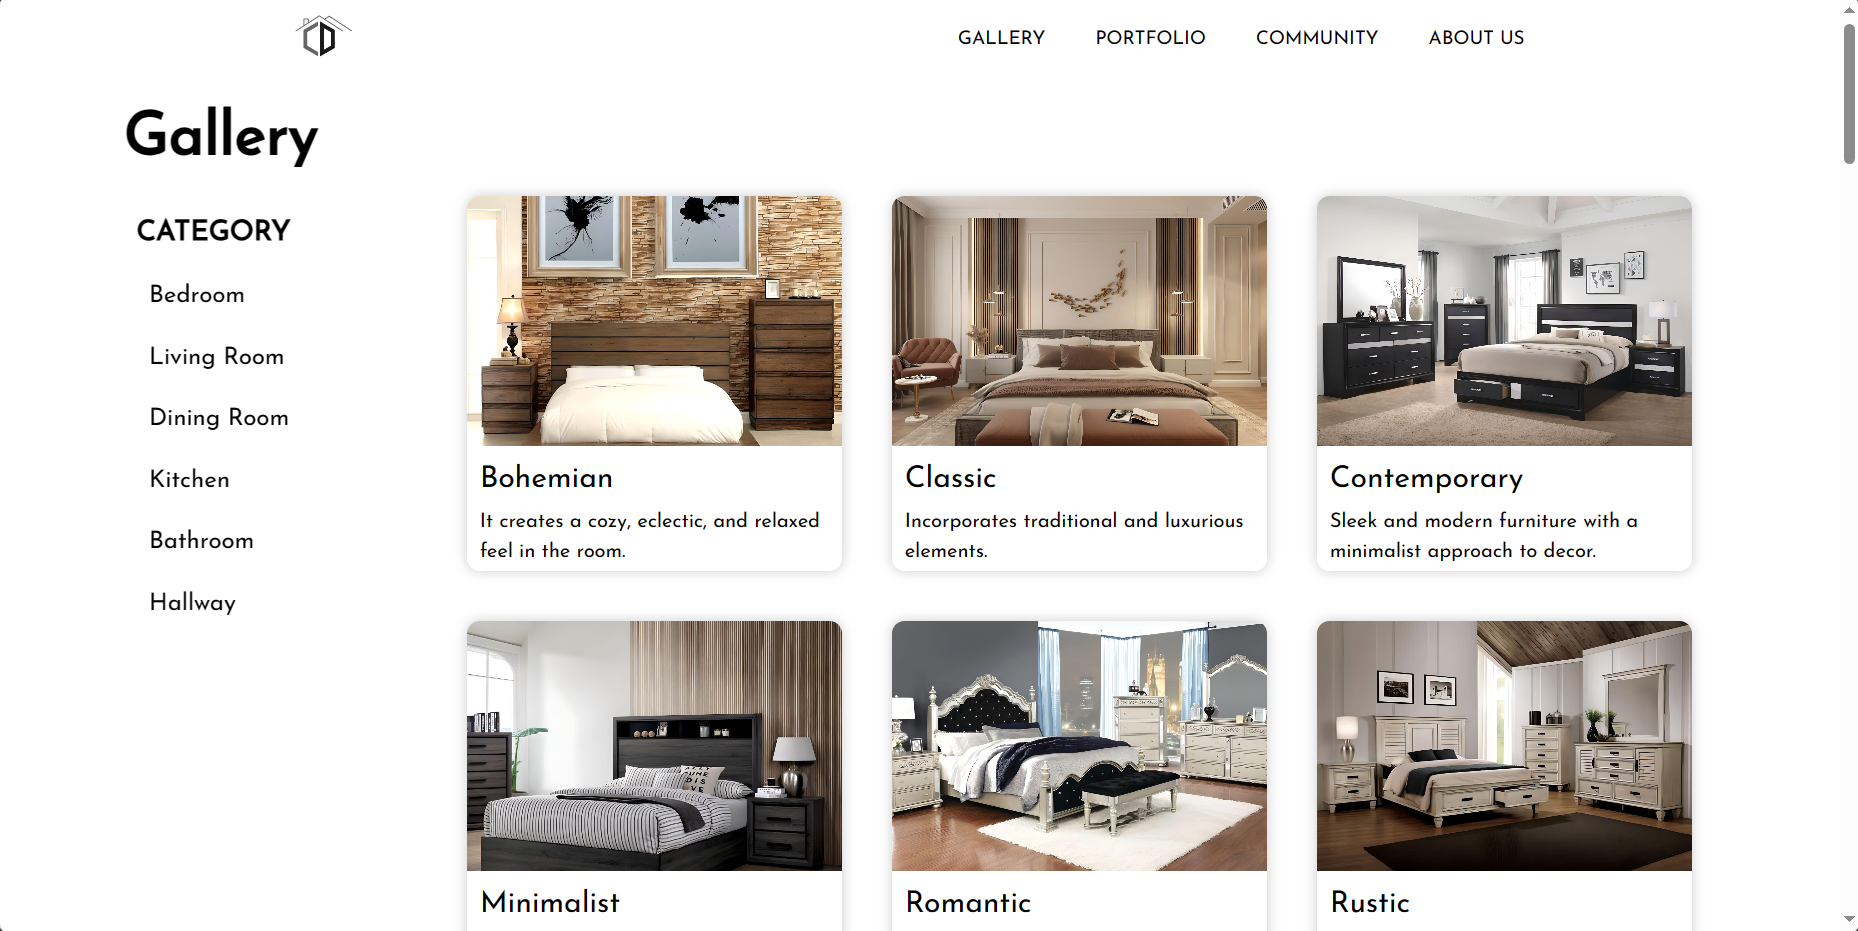 CD
GALLERY PORTFOLIO COMMUNITY ABOUT US
Gallery
CATEGORY
Bedroom
Living Room
Dining Room
Kitchen
Bathroom
Hallway
Bohemian
It creates a cozy, eclectic, and relaxed
feel in the room.
Classic
Incorporates traditional and luxurious
elements.
Contemporary
Sleek and modern furniture with a
minimalist approach to decor.
Minimalist
Romantic
Rustic